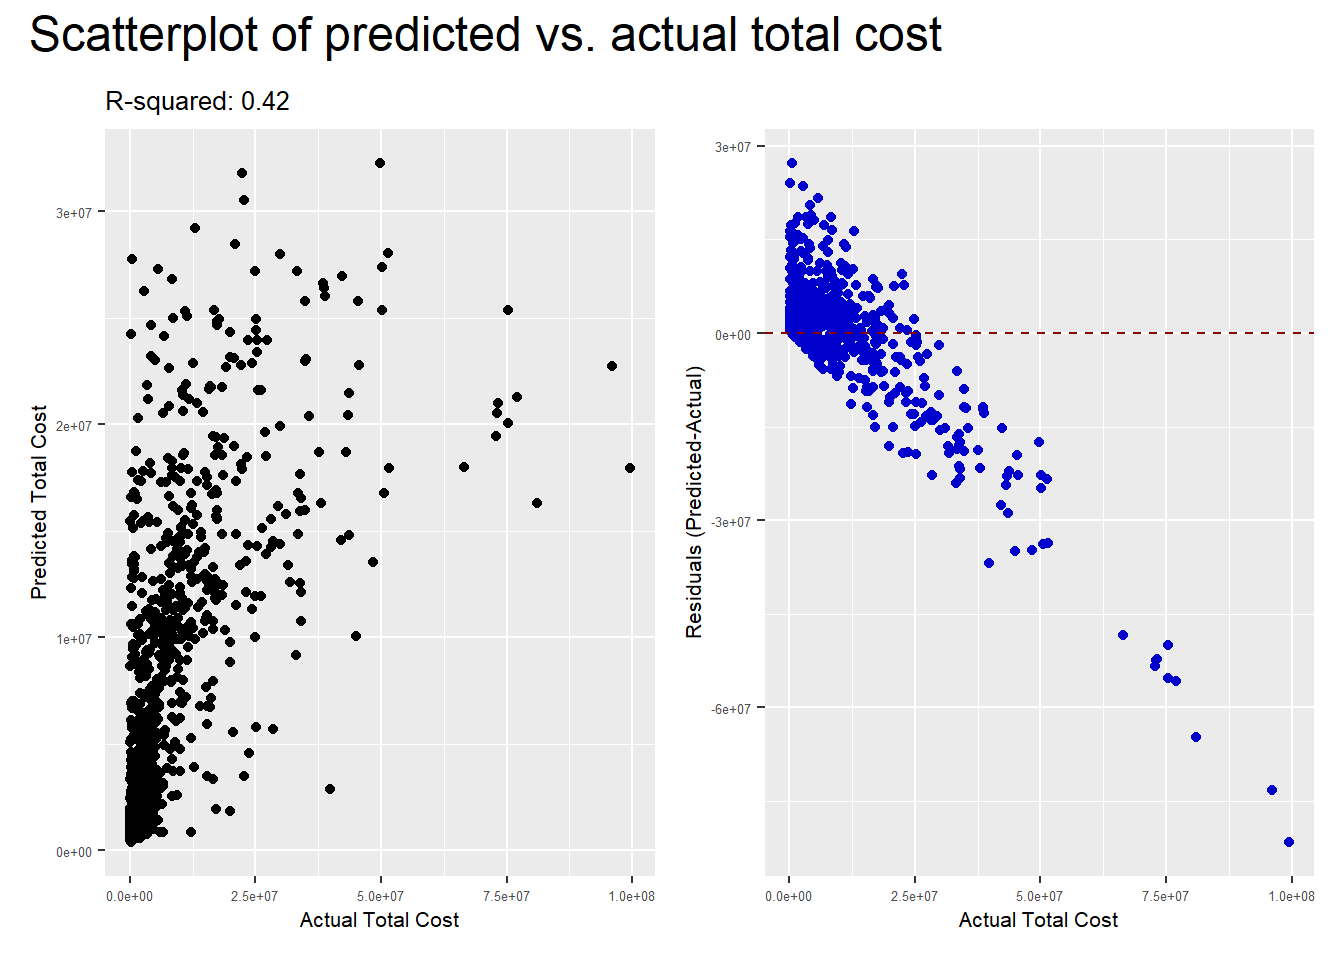 Scatterplot of predicted vs. actual total cost
R-squared: 0.42
Predicted Total Cost
3e+07
2e+07
1e+07
0e+00
0.0e+00 2.5e+07 5.0e+07 7.5e+07 1.0e+08
Actual Total Cost
Residuals (Predicted-Actual)
3e+07
0e+00
-3e+07
-6e+07
0.0e+00 2.5e+07 5.0e+07 7.5e+07 1.0e+08
Actual Total Cost